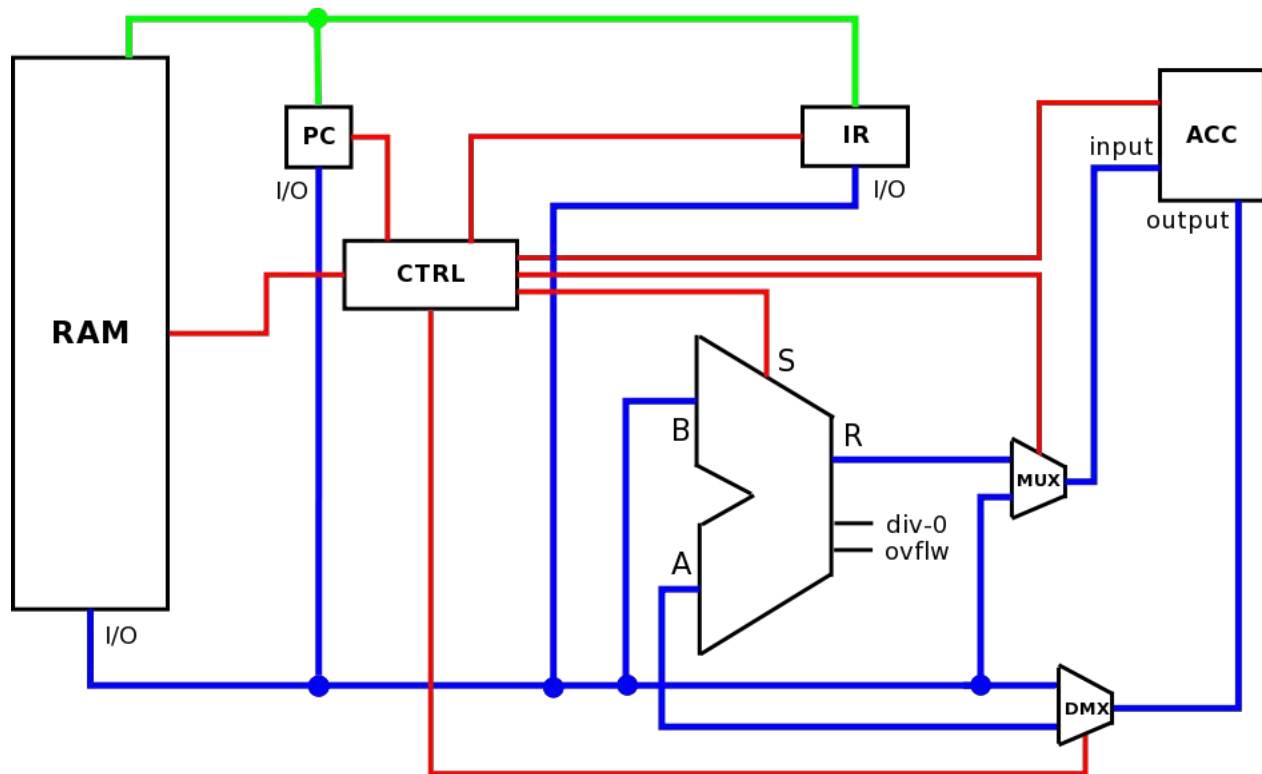 PC
I/O
IR
I/O
ACC
input
output
CTRL
RAM
S
B
R
MUX
div-0
ovflw
A
I/O
DMX